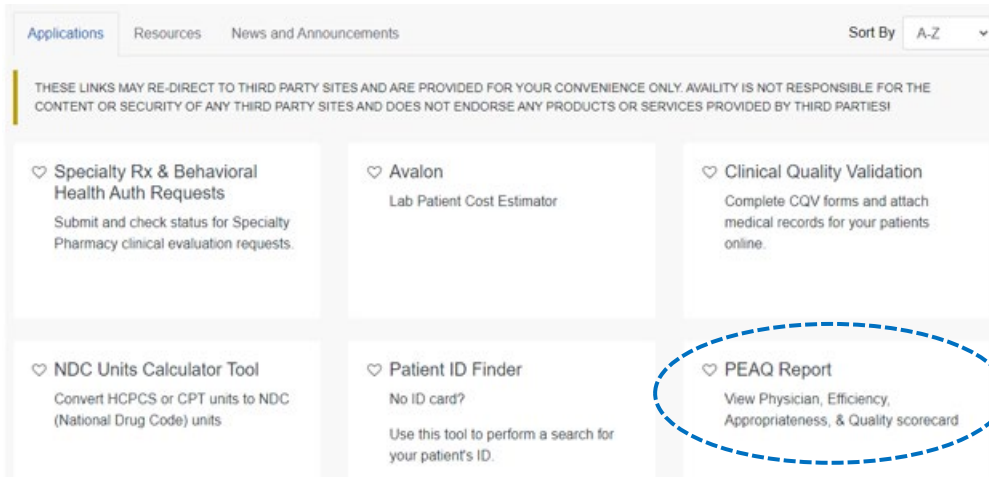 Applications Resources News and Announcements Sort By A-Z
THESE LINKS MAY RE-DIRECT TO THIRD PARTY SITES AND ARE PROVIDED FOR YOUR CONVENIENCE ONLY. AVAILITY IS NOT RESPONSIBLE FOR THE
CONTENT OR SECURITY OF ANY THIRD PARTY SITES AND DOES NOT ENDORSE ANY PRODUCTS OR SERVICES PROVIDED BY THIRD PARTIES!
Specialty Rx & Behavioral
Health Auth Requests
Submit and check status for Specialty
Pharmacy clinical evaluation requests.
Avalon
Lab Patient Cost Estimator
Clinical Quality Validation
Complete CQV forms and attach
medical records for your patients
online.
NDC Units Calculator Tool
Convert HCPCS or CPT units to NDC
(National Drug Code) units
Patient ID Finder
No ID card?
Use this tool to perform a search for
your patient's ID.
PEAQ Report
View Physician, Efficiency,
Appropriateness, & Quality scorecard